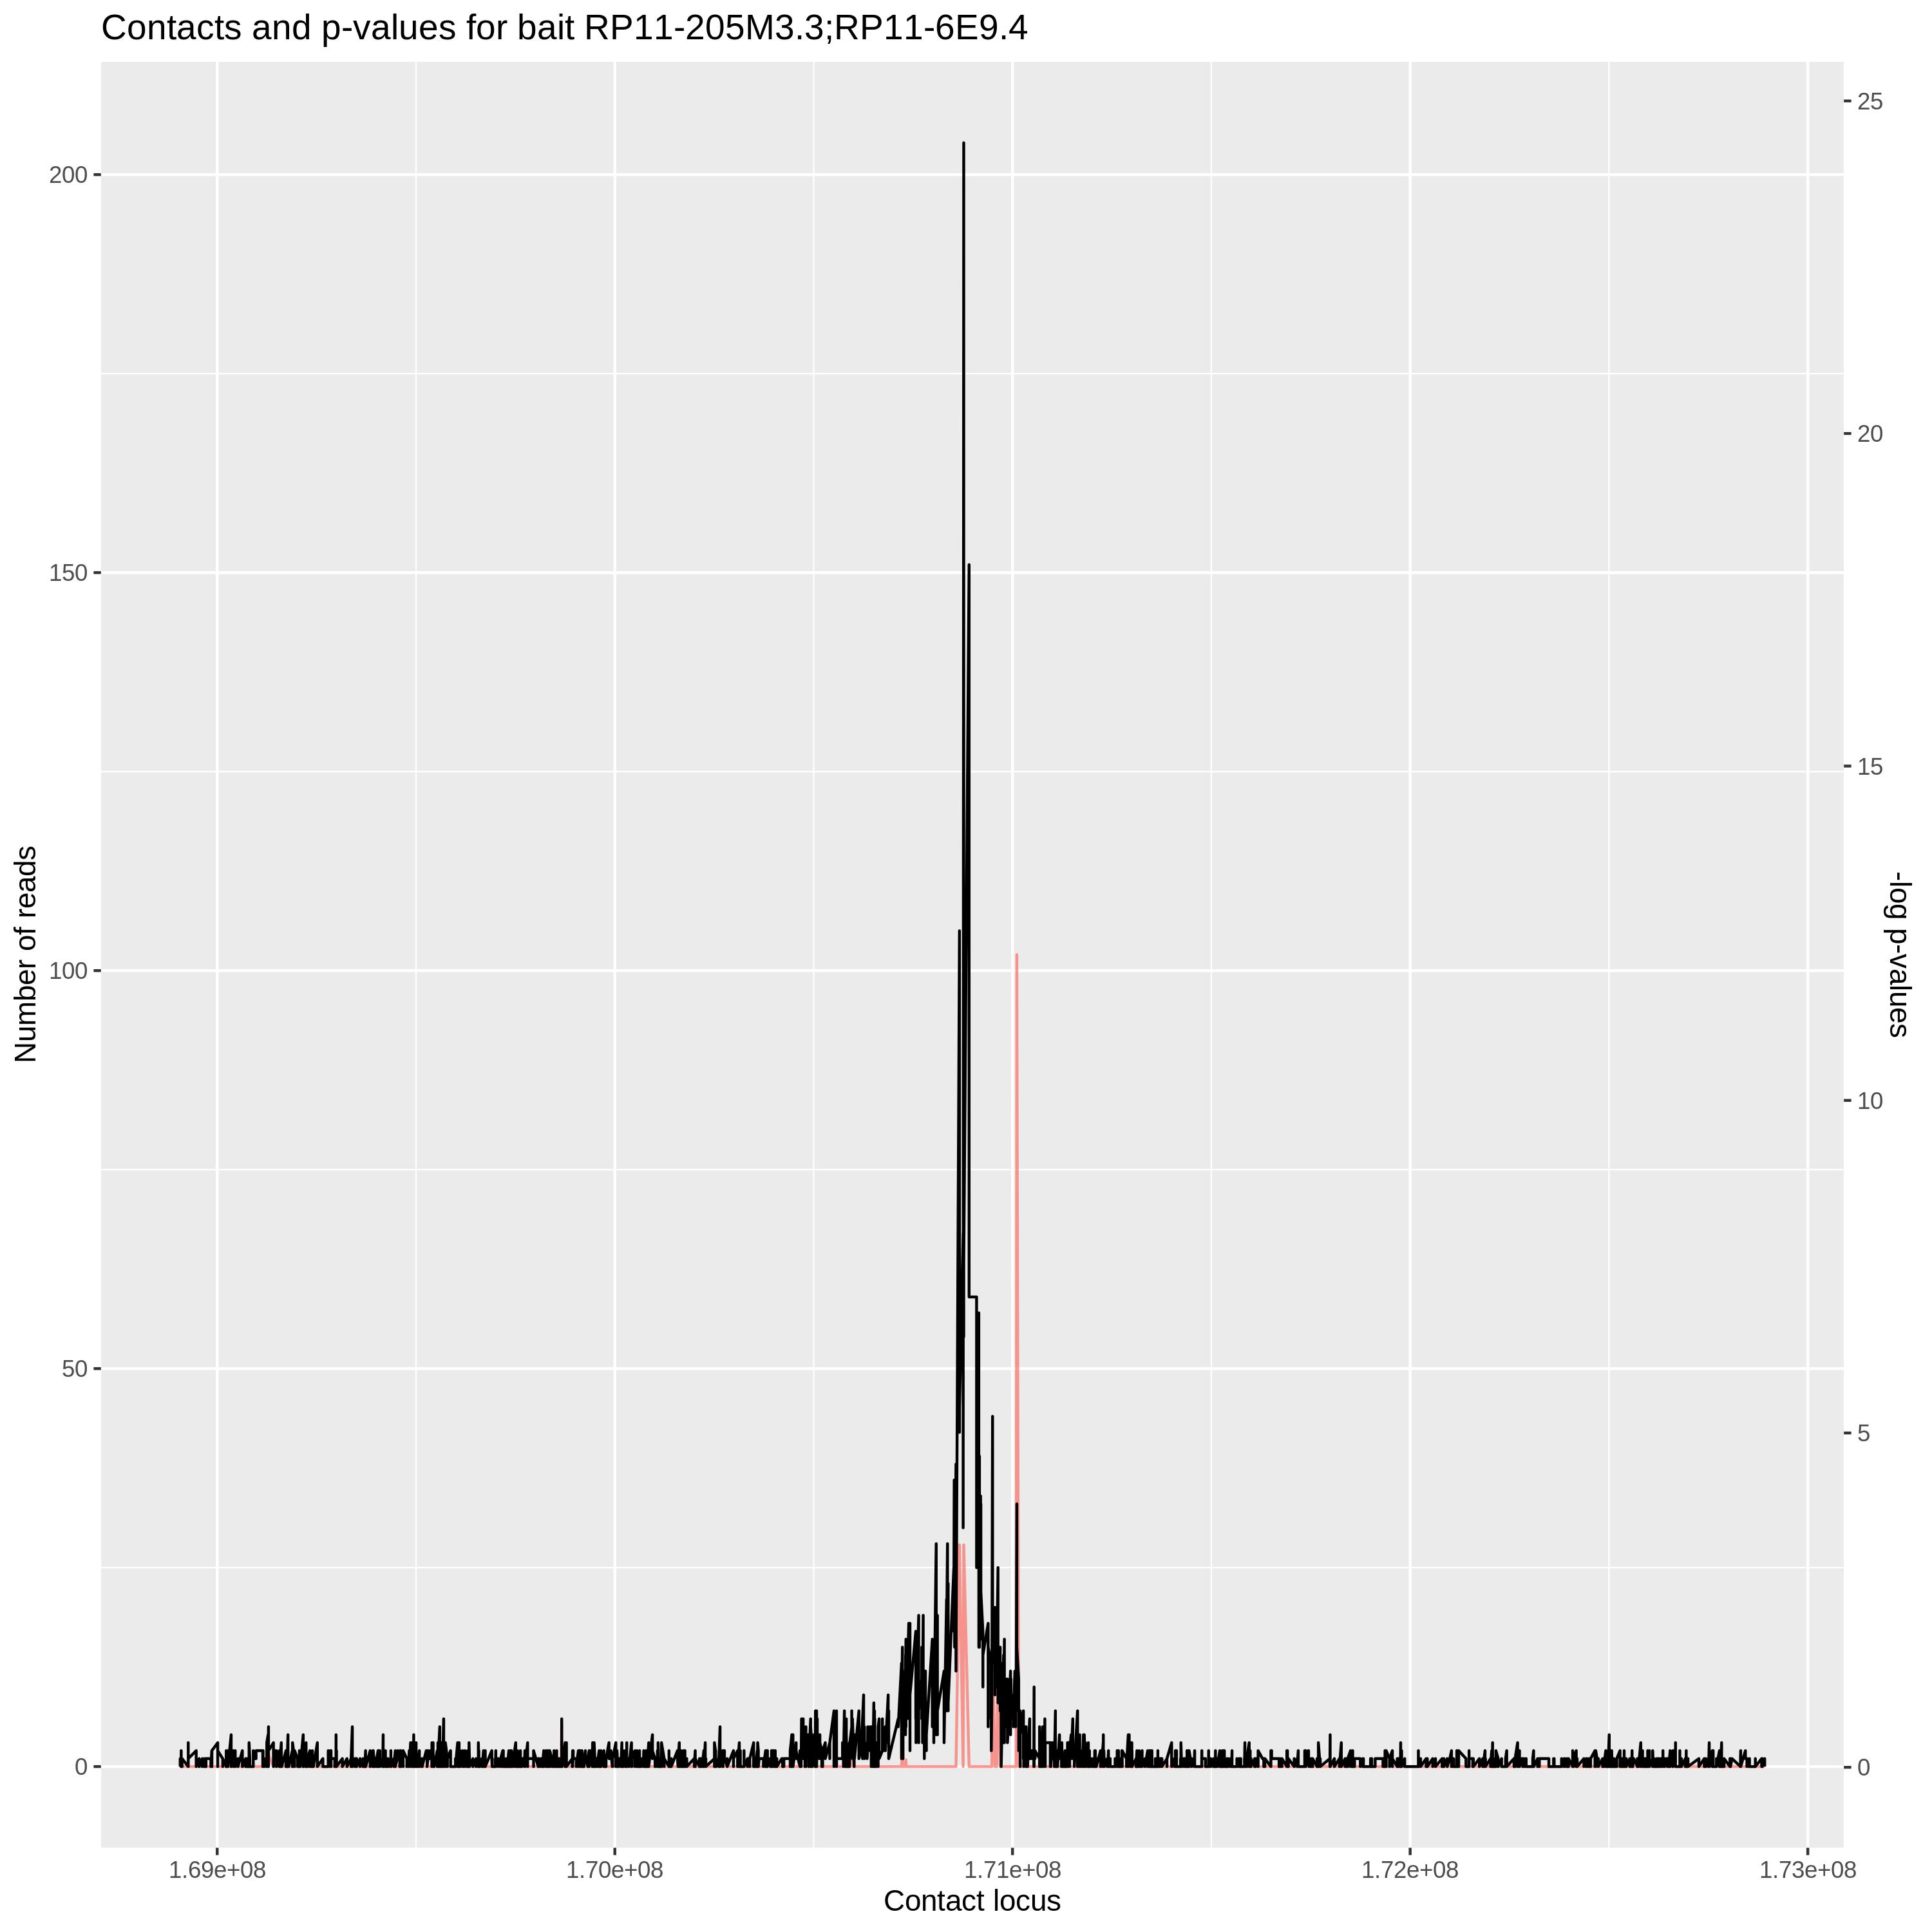 Contacts and p-values for bait RP11-205M3.3;RP11-6E9.4
Number of reads
200
150
100
50
0
25
20
15
10
5
0
-log p-values
1.69e+08 1.70e+08 1.71e+08 1.72e+08 1.73e+08
Contact locus